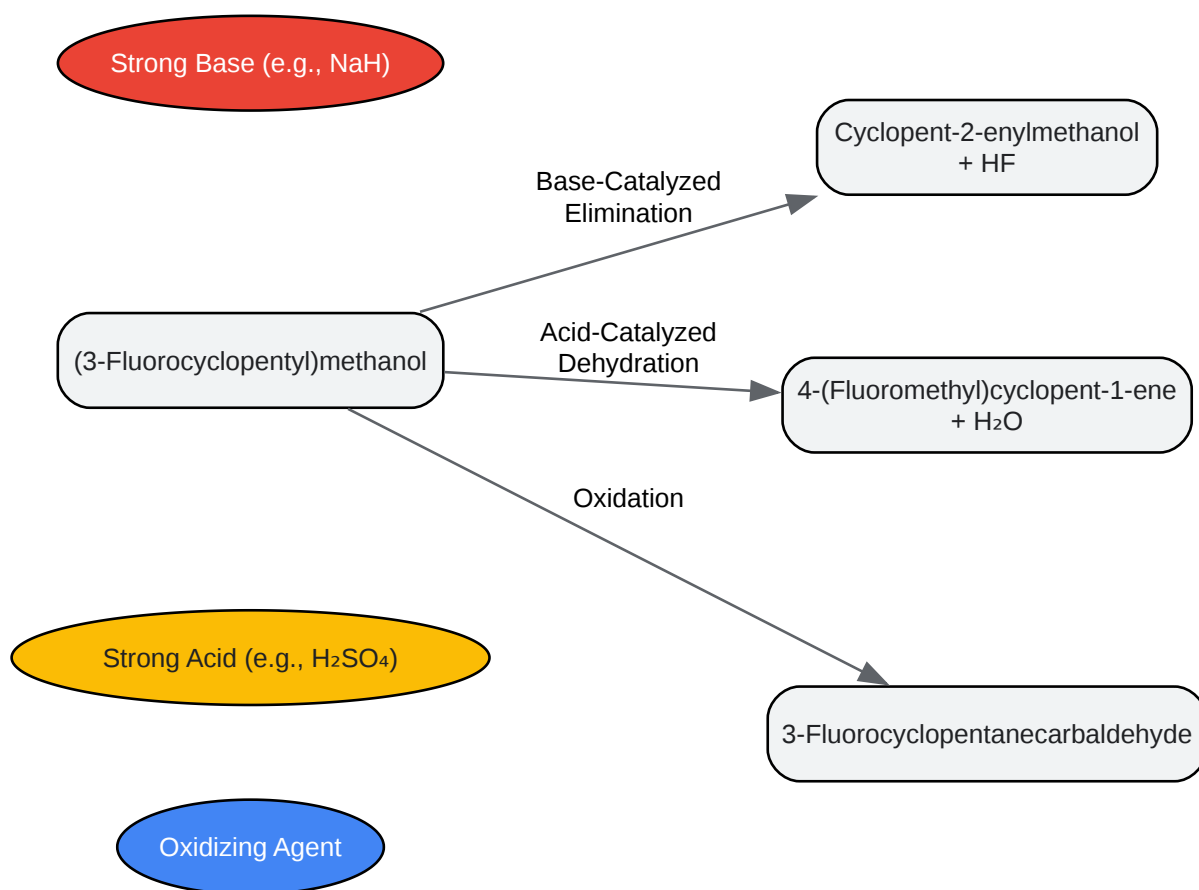 Strong Base (e.g., NaH)
Cyclopent-2-enylmethanol
+ HF
Base-Catalyzed
Elimination
(3-Fluorocyclopentyl)methanol
Acid-Catalyzed
Dehydration
4-(Fluoromethyl)cyclopent-1-ene
+ H₂O
Oxidation
Strong Acid (e.g., H₂SO₄)
3-Fluorocyclopentanecarbaldehyde
Oxidizing Agent